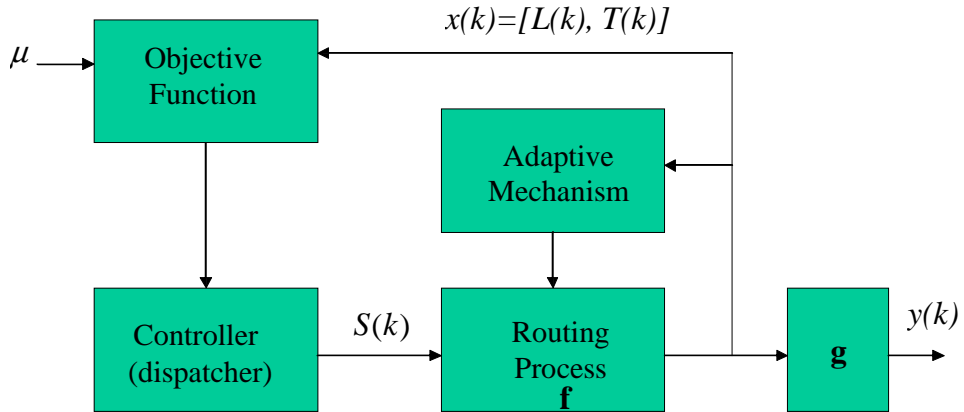 x(k)=[L(k), T(k)]
μ
Objective
Function
Adaptive
Mechanism
Controller
(dispatcher)
S(k)
Routing
Process
f
g
y(k)